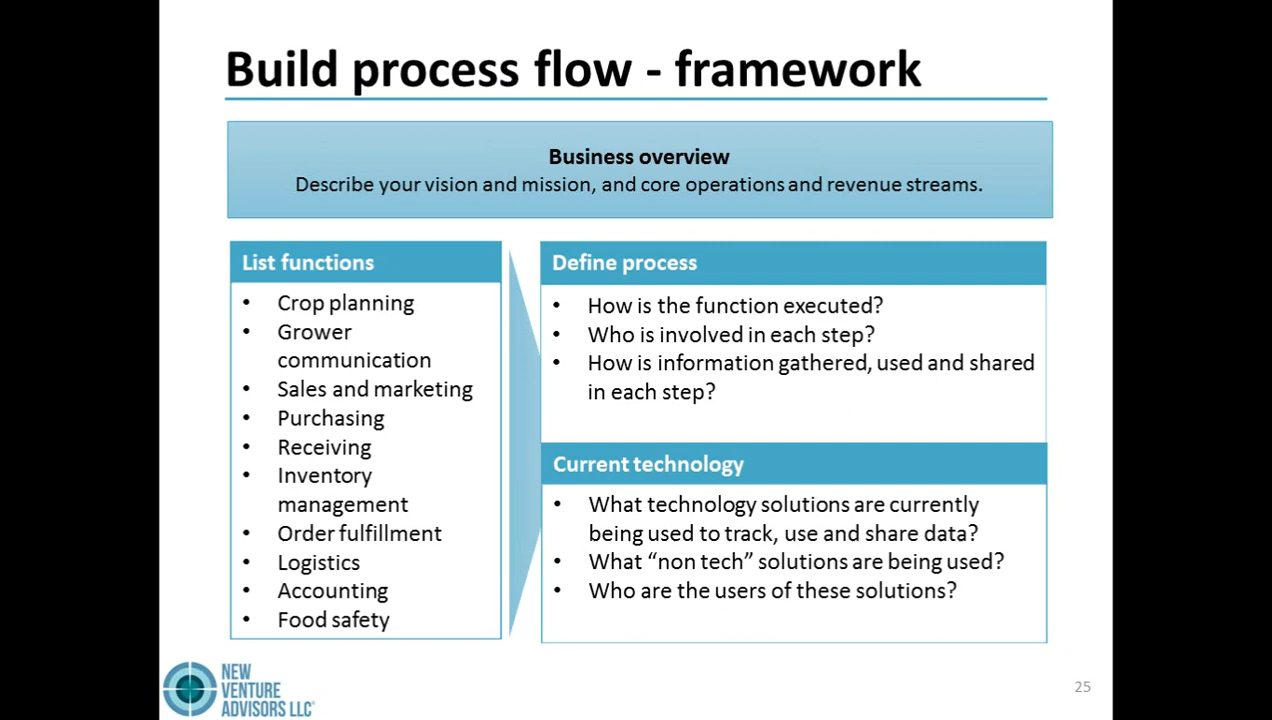 Build process flow - framework
Business overview
Describe your vision and mission, and core operations and revenue streams.
List functions
• Crop planning
• Grower
communication
• Sales and marketing
• Purchasing
• Receiving
• Inventory
management
• Order fulfillment
• Logistics
• Accounting
• Food safety
Define process
• How is the function executed?
• Who is involved in each step?
• How is information gathered, used and shared
in each step?
Current technology
• What technology solutions are currently
being used to track, use and share data?
• What “non tech” solutions are being used?
• Who are the users of these solutions?
NEW
VENTURE
ADVISORS LLC
25